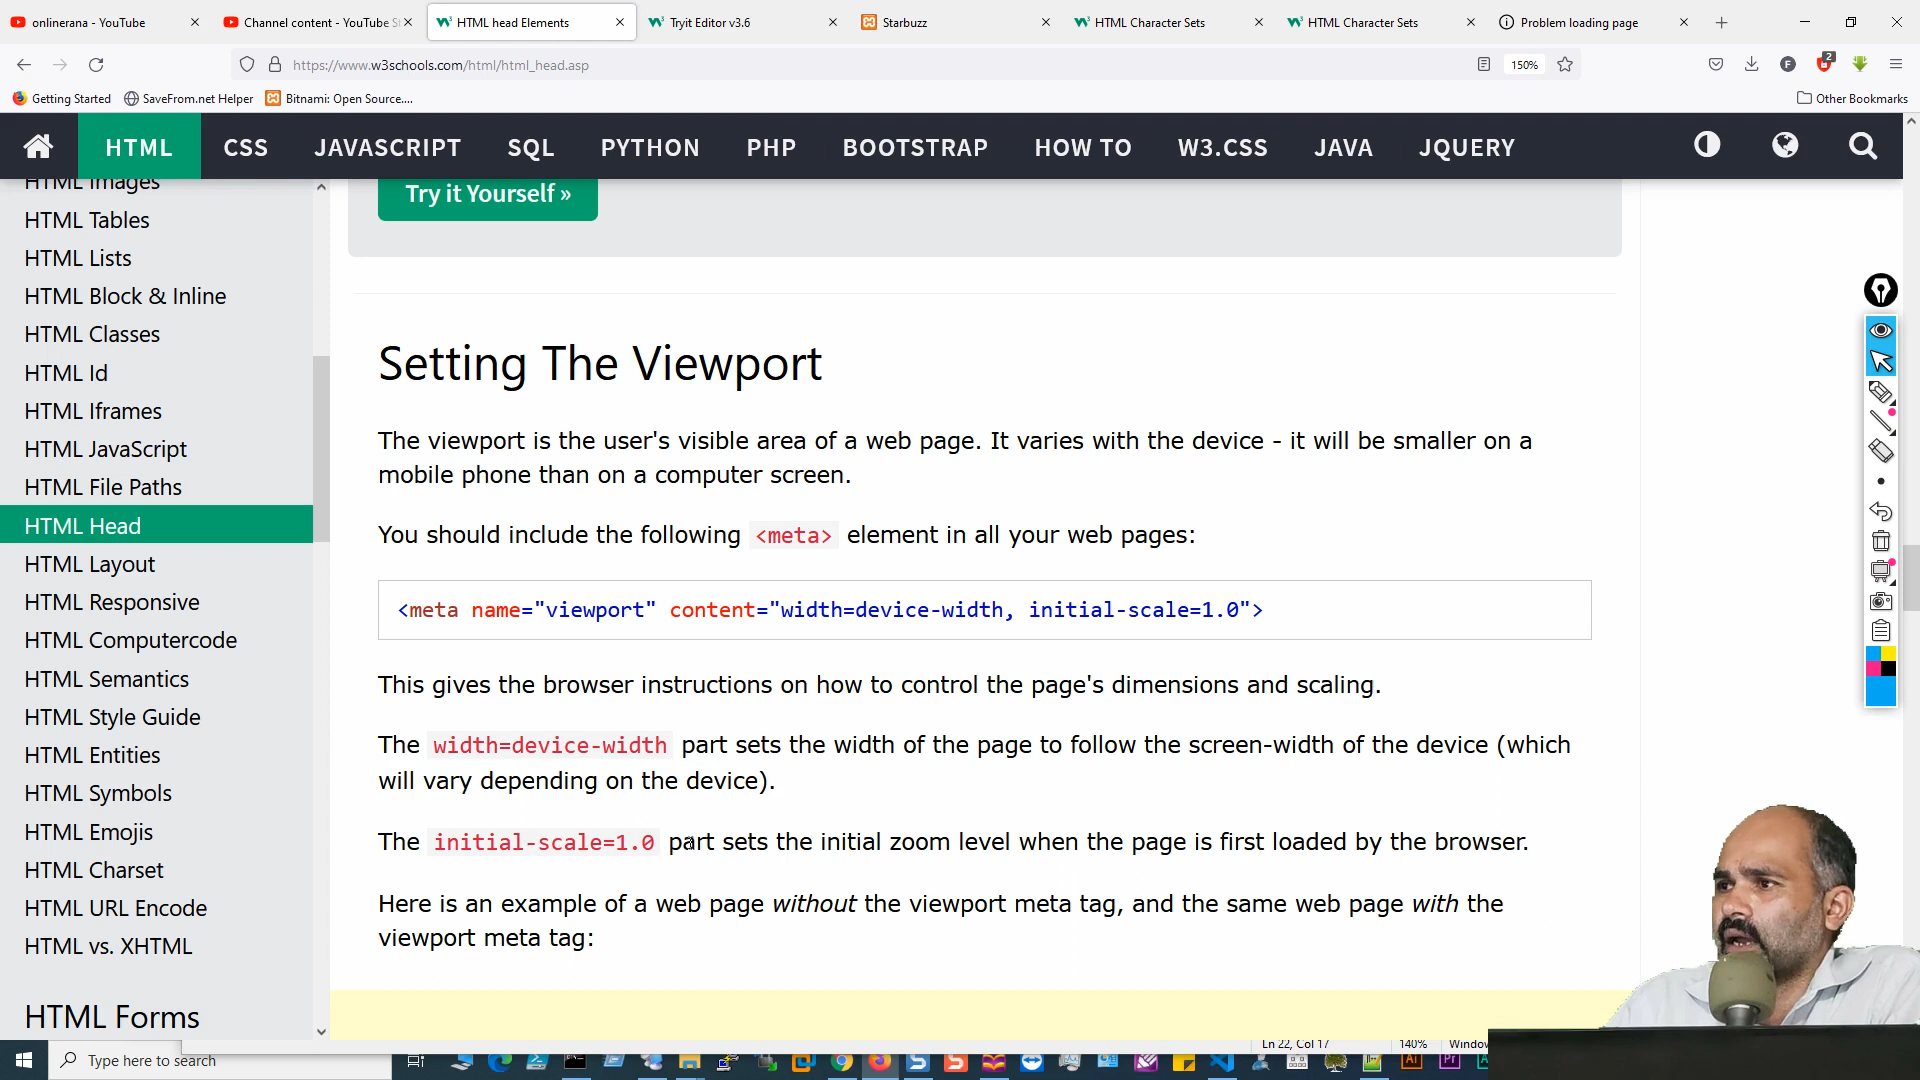 onlinerana - YouTube
Channel content - YouTube St
HTML head Elements
Tryit Editor v3.6
Starbuzz
HTML Character Sets
HTML Character Sets
Problem loading page
https://www.w3schools.com/html/html_head.asp
150%
2
Getting Started
SaveFrom.net Helper
Bitnami: Open Source....
Other Bookmarks
HTML
CSS
JAVASCRIPT
SQL
PYTHON
PHP
BOOTSTRAP
HOW TO
W3.CSS
JAVA
JQUERY
HTML Images
HTML Tables
HTML Lists
HTML Block & Inline
HTML Classes
HTML Id
HTML Iframes
HTML JavaScript
HTML File Paths
HTML Head
HTML Layout
HTML Responsive
HTML Computercode
HTML Semantics
HTML Style Guide
HTML Entities
HTML Symbols
HTML Emojis
HTML Charset
HTML URL Encode
HTML vs. XHTML
HTML Forms
Try it Yourself »
Setting The Viewport
The viewport is the user's visible area of a web page. It varies with the device - it will be smaller on a
mobile phone than on a computer screen.
You should include the following <meta> element in all your web pages:
<meta name="viewport" content="width=device-width, initial-scale=1.0">
This gives the browser instructions on how to control the page's dimensions and scaling.
The width=device-width part sets the width of the page to follow the screen-width of the device (which
will vary depending on the device).
The initial-scale=1.0 part sets the initial zoom level when the page is first loaded by the browser.
Here is an example of a web page without the viewport meta tag, and the same web page with the
viewport meta tag:
Ln 22, Col 17
140%
Window
Type here to search